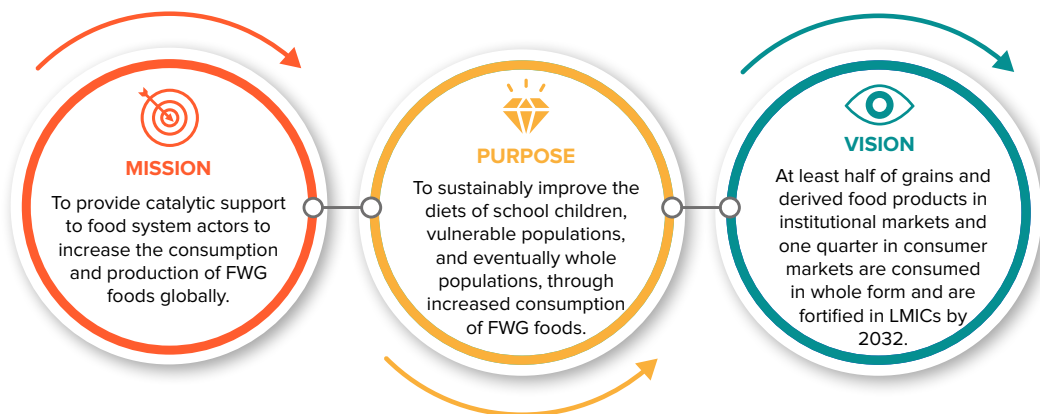 MISSION
To provide catalytic support
to food system actors to
increase the consumption
and production of FWG
foods globally.
PURPOSE
To sustainably improve the
diets of school children,
vulnerable populations,
and eventually whole
populations, through
increased consumption
of FWG foods.
VISION
At least half of grains and
derived food products in
institutional markets and
one quarter in consumer
markets are consumed
in whole form and are
fortified in LMICs by
2032.